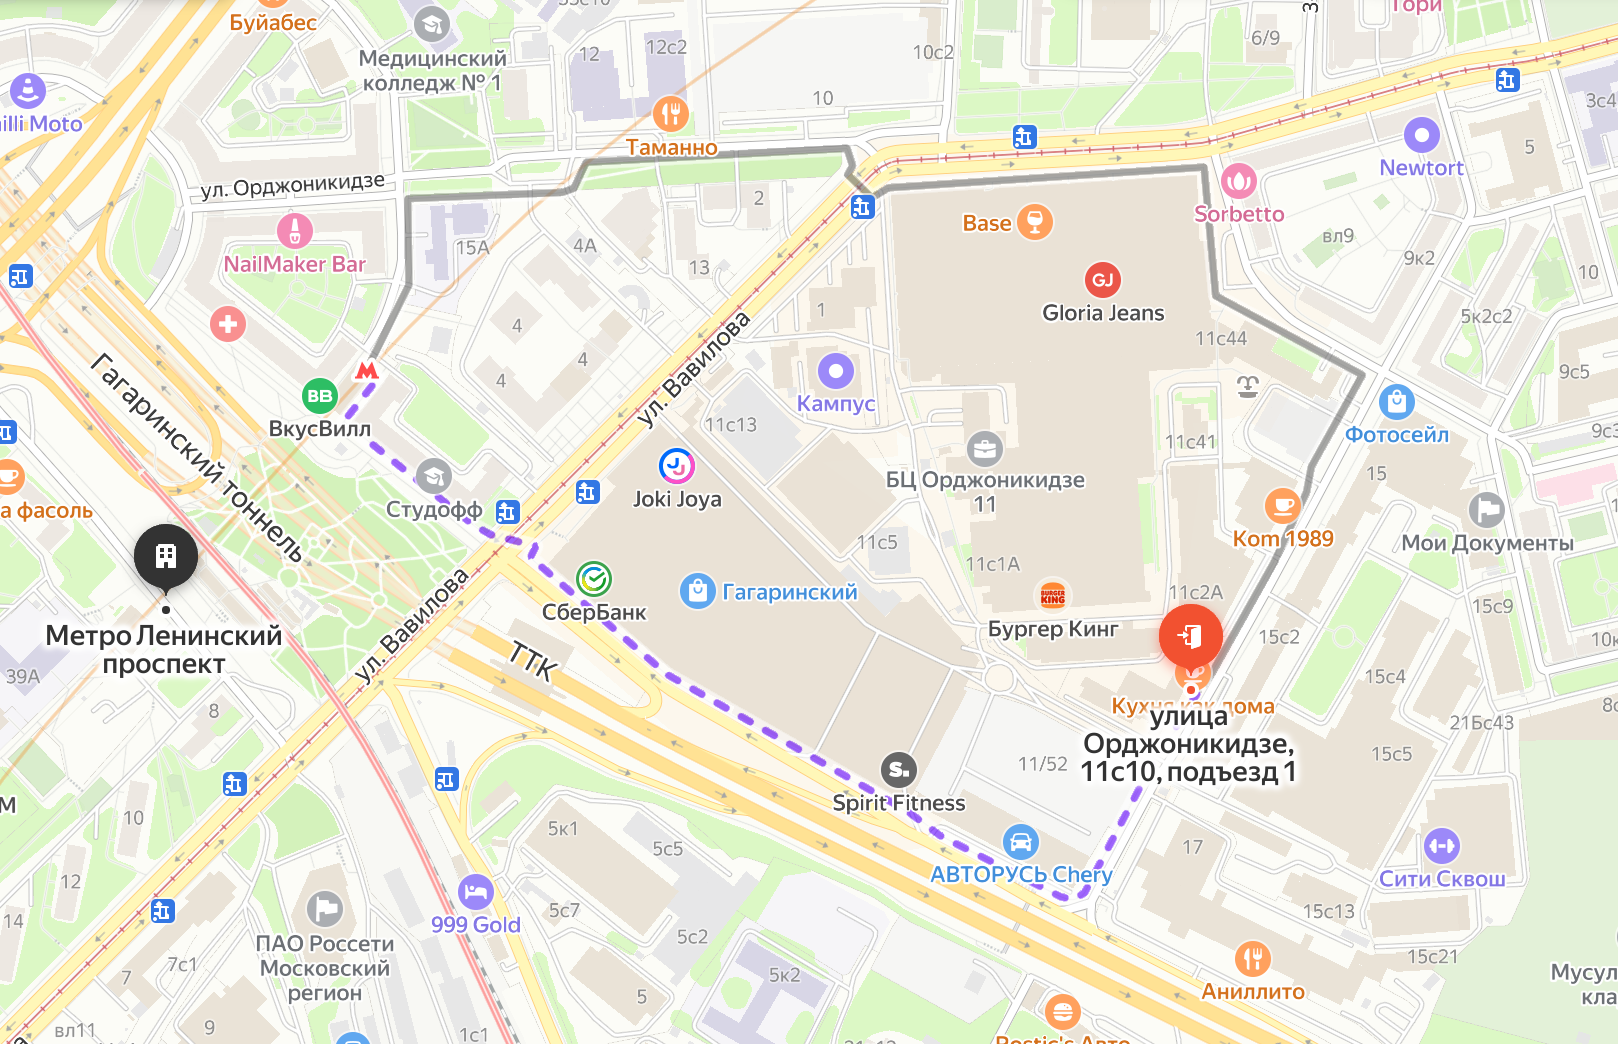 Буйабес
Медицинский
колледж № 1
12
12с2
10с2
6/9
Гори
3с4
10
illi Moto
Таманно
ул. Орджоникидзе
Newtort
5
2
Base
Sorbetto
вл9
9к2
10
NailMaker Bar
15А
4А
13
1
Gloria Jeans
11с44
5к2с2
4
4
4
9с5
ул. Вавилова
Кампус
ВВ
ВкусВилл
Гагаринский тоннель
11с13
11с41
Фотосейл
9с3
Joki Joya
БЦ Орджоникидзе
11
15
Студофф
а фасоль
11с5
Kom 1989
Мои Документы
11с1А
СберБанк
Гагаринский
BURGER
KING
Бургер Кинг
11с2А
15с9
Метро Ленинский
проспект
ул. Вавилова
ТТК
15с2
39А
8
15с4
Кухня как дома
улица
Орджоникидзе,
11с10, подъезд 1
21Бс43
15с5
11/52
Spirit Fitness
М
10
5к1
5с5
АВТОРУСЬ Chery
17
Сити Сквош
12
14
999 Gold
5с7
5с2
15с13
ПАО Россети
Московский
регион
7с1
7
5к2
5
15с21
Аниллито
Мусул
кла
вл11
9
1с1